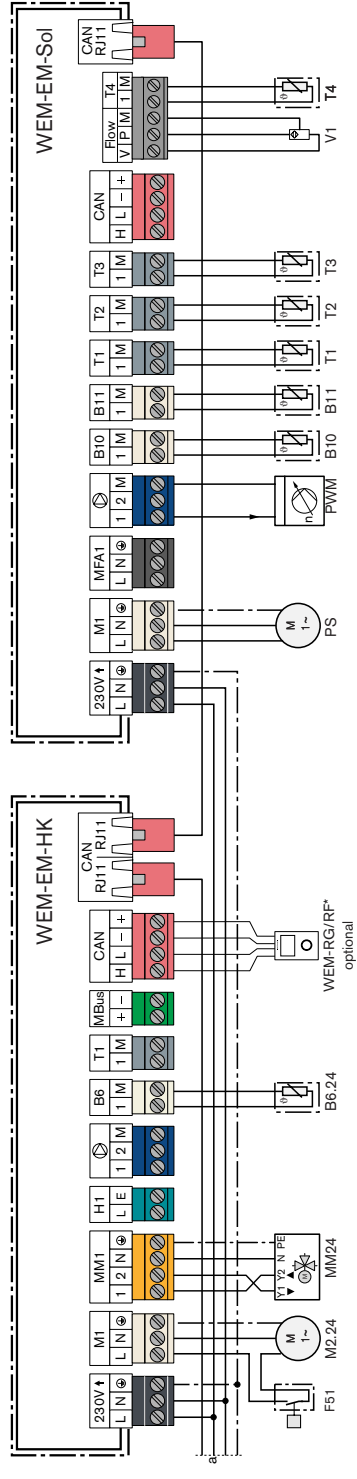 WEM-EM-HK
WEM-EM-Sol
230V
L N
M1
L N
MM1
1 2 N
H1
L E
1 2 M
B6
1 M
T1
1 M
MBus
+ −
CAN
H L − +
CAN
RJ11 RJ11
230V
L N
M1
L N
MFA1
L N
1 2 M
B10
1 M
B11
1 M
T1
1 M
T2
1 M
T3
1 M
CAN
H L − +
Flow T4
V P M 1 M
CAN
RJ11
a
F51
M
1~
M2.24
Y1 Y2 N PE
M
MM24
ϑ
B6.24
WEM-RG/RF*
optional
M
1~
PS
n
PWM
ϑ
B10
ϑ
B11
ϑ
T1
ϑ
T2
ϑ
T3
V1
ϑ
T4